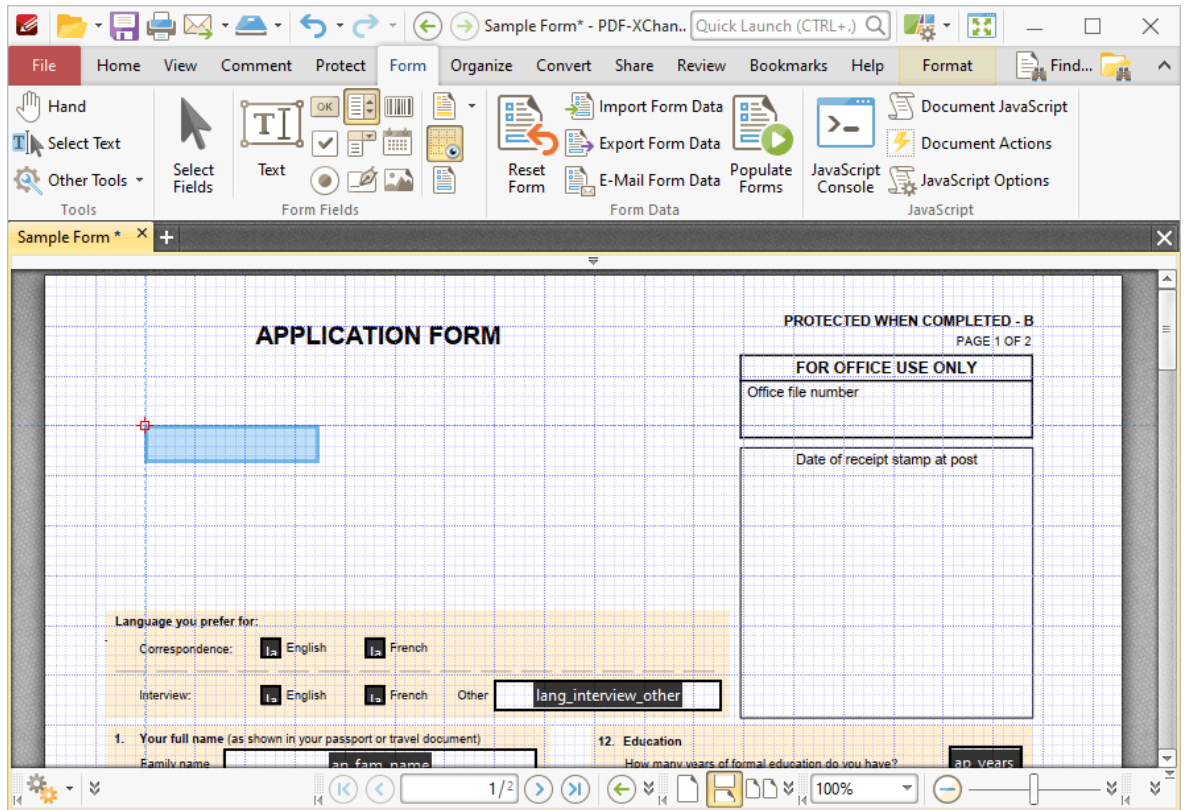 Sample Form* - PDF-XChan..
Quick Launch (CTRL+.)
File
Home
View
Comment
Protect
Form
Organize
Convert
Share
Review
Bookmarks
Help
Format
Find...
Hand
Select Text
Other Tools
Tools
Select
Fields
Text
OK
Form Fields
Reset
Form
Import Form Data
Export Form Data
E-Mail Form Data
Populate
Forms
Form Data
JavaScript
Console
Document JavaScript
Document Actions
JavaScript Options
JavaScript
Sample Form *
APPLICATION FORM
PROTECTED WHEN COMPLETED - B
PAGE 1 OF 2
FOR OFFICE USE ONLY
Office file number
Date of receipt stamp at post
Language you prefer for:
Correspondence: la English la French
Interview: la English la French Other lang_interview_other
1. Your full name (as shown in your passport or travel document)
Family name ap_fam_name
12. Education
How many years of formal education do you have? ap_years
1/2
100%